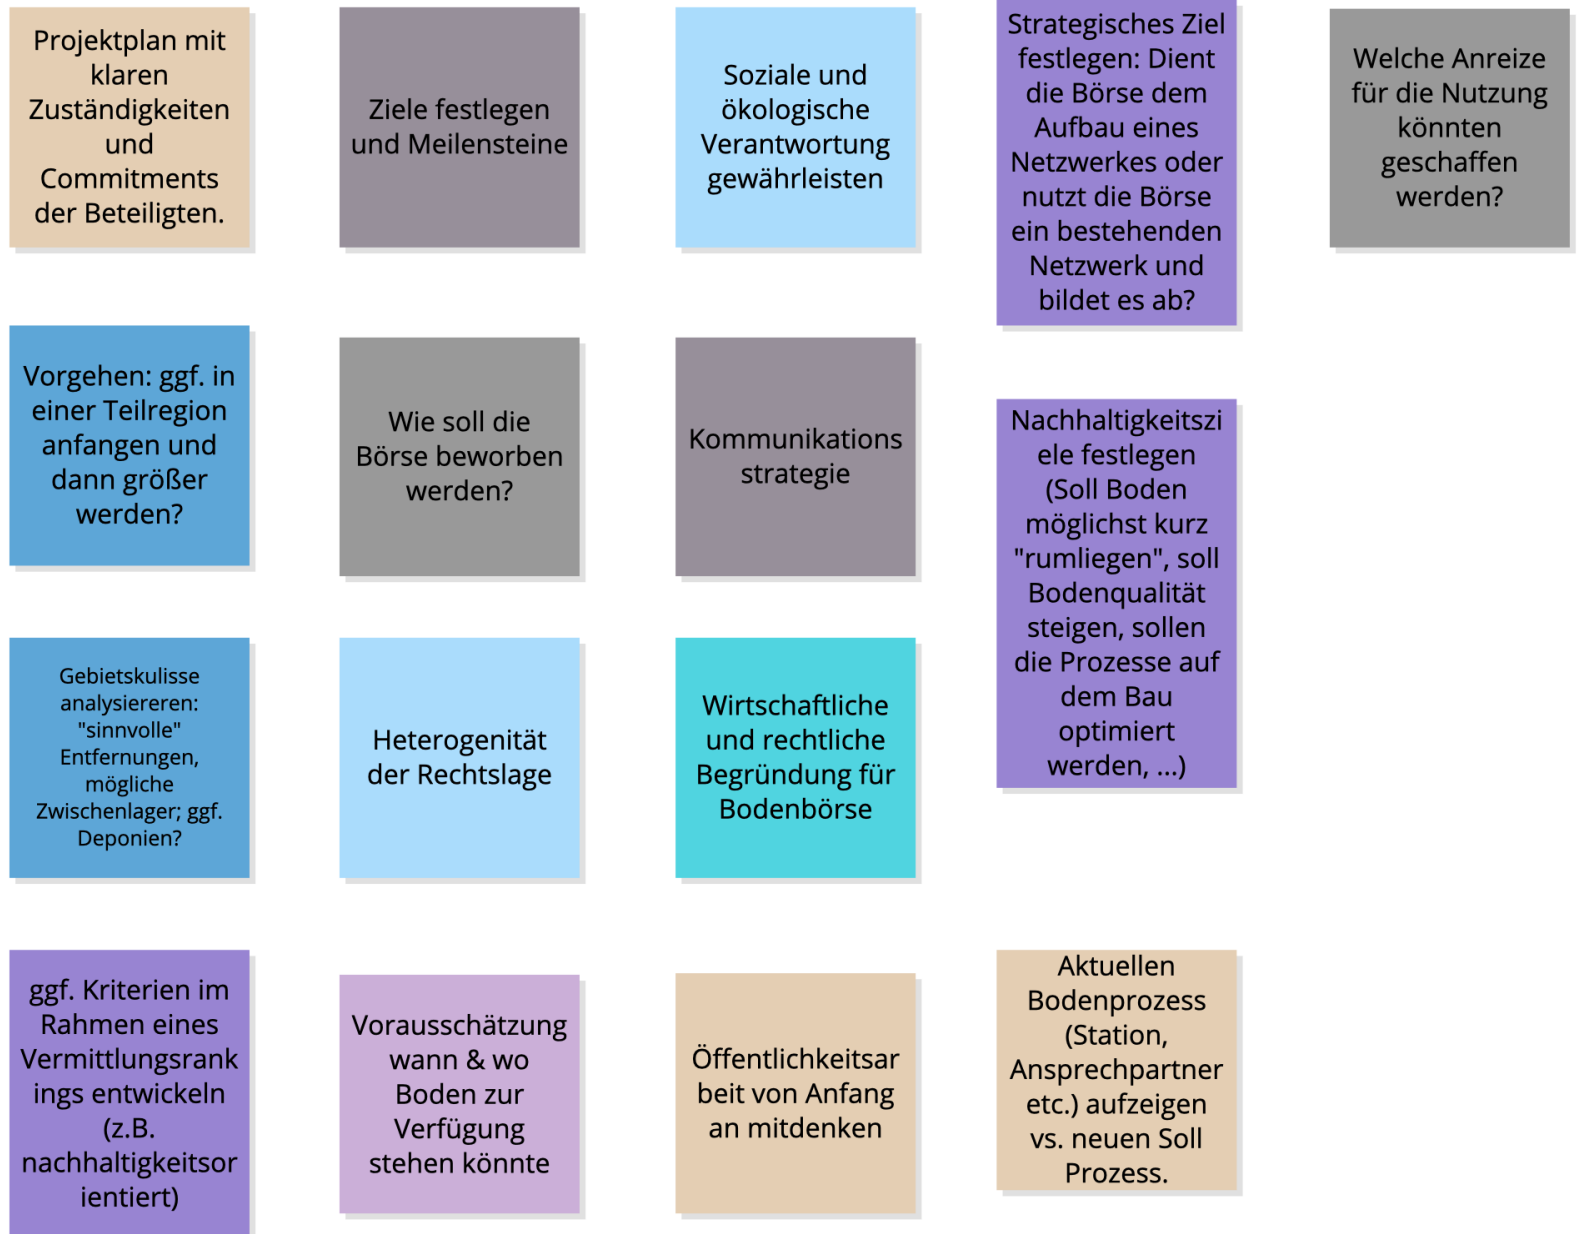 Projektplan mit
klaren
Zuständigkeiten
und
Commitments
der Beteiligten.
Ziele festlegen
und Meilensteine
Soziale und
ökologische
Verantwortung
gewährleisten
Strategisches Ziel
festlegen: Dient
die Börse dem
Aufbau eines
Netzwerkes oder
nutzt die Börse
ein bestehenden
Netzwerk und
bildet es ab?
Welche Anreize
für die Nutzung
könnten
geschaffen
werden?
Vorgehen: ggf. in
einer Teilregion
anfangen und
dann größer
werden?
Wie soll die
Börse beworben
werden?
Kommunikations
strategie
Nachhaltigkeitszi
ele festlegen
(Soll Boden
möglichst kurz
"rumliegen", soll
Bodenqualität
steigen, sollen
die Prozesse auf
dem Bau
optimiert
werden, ...)
Gebietskulisse
analysiereren:
"sinnvolle"
Entfernungen,
mögliche
Zwischenlager; ggf.
Deponien?
Heterogenität
der Rechtslage
Wirtschaftliche
und rechtliche
Begründung für
Bodenbörse
ggf. Kriterien im
Rahmen eines
Vermittlungsrank
ings entwickeln
(z.B.
nachhaltigkeitsor
ientiert)
Vorausschätzung
wann & wo
Boden zur
Verfügung
stehen könnte
Öffentlichkeitsar
beit von Anfang
an mitdenken
Aktuellen
Bodenprozess
(Station,
Ansprechpartner
etc.) aufzeigen
vs. neuen Soll
Prozess.